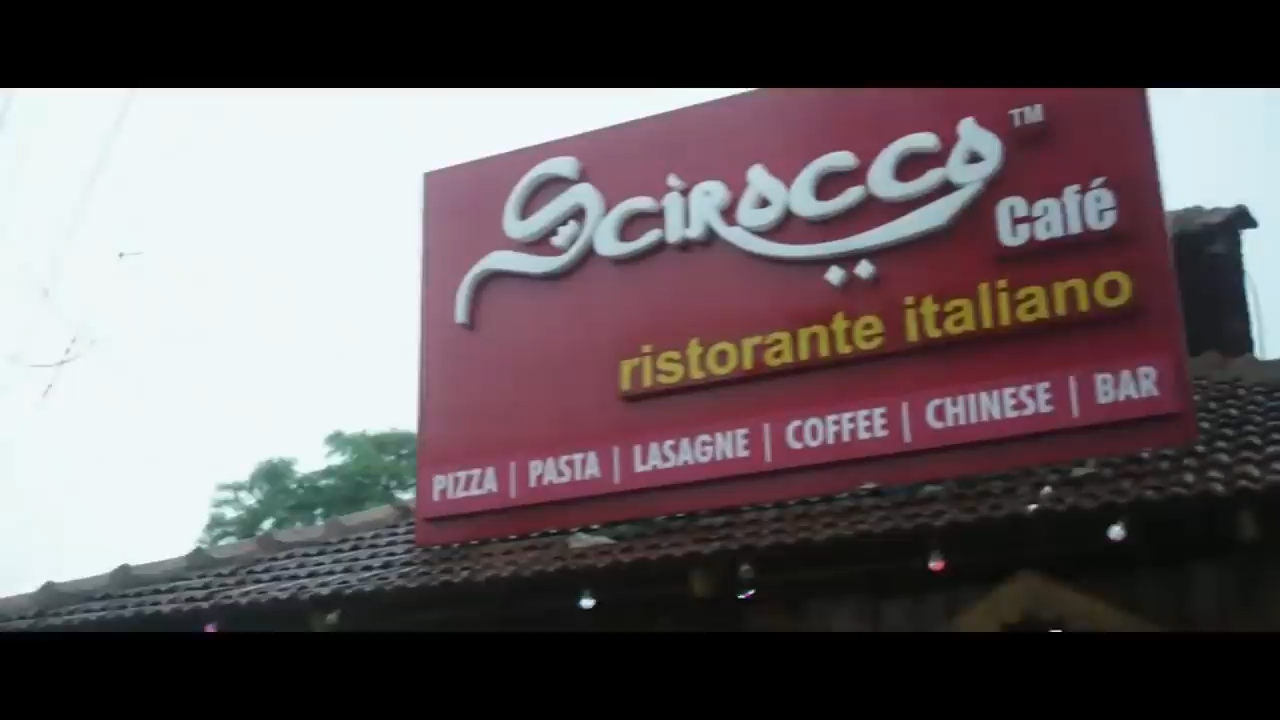 Scirocco™
Café
ristorante italiano
PIZZA | PASTA | LASAGNE | COFFEE | CHINESE | BAR